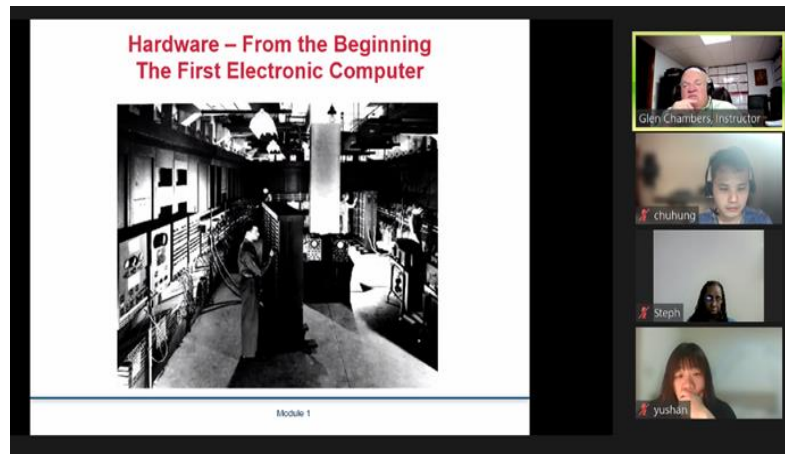 Hardware – From the Beginning
The First Electronic Computer
Module 1
Glen Chambers, Instructor
chuhung
Steph
yushan